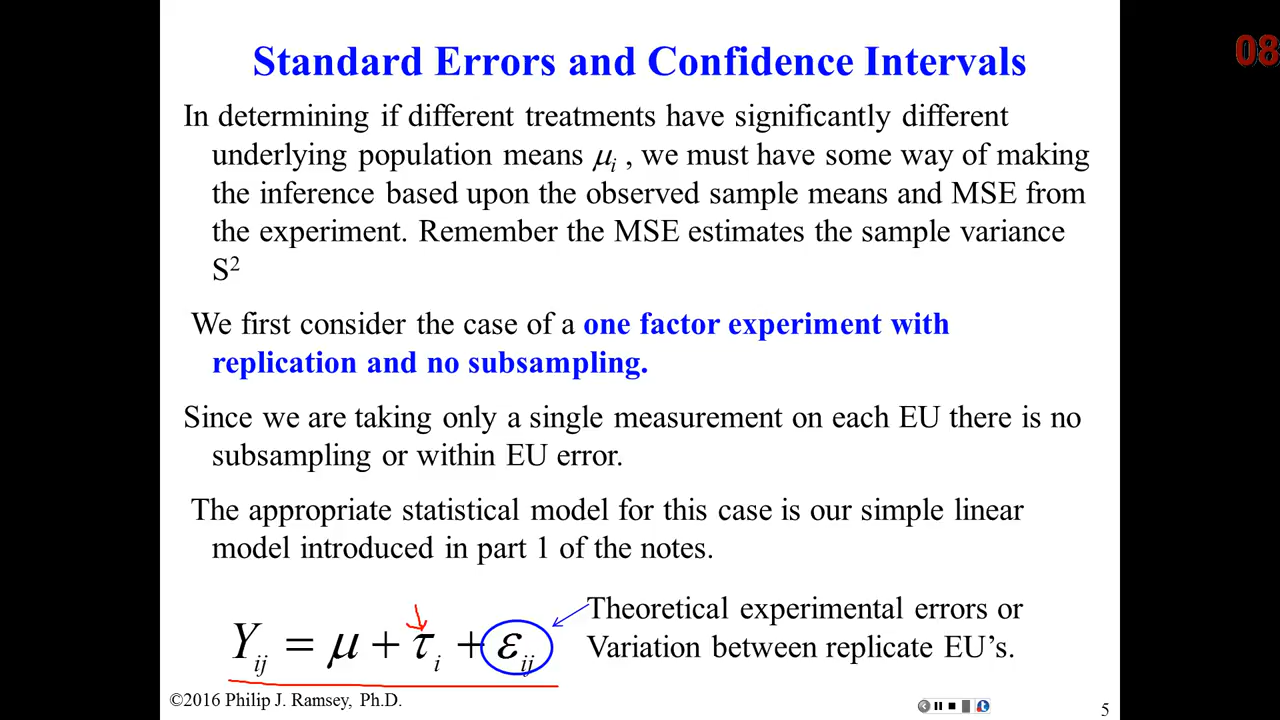 Standard Errors and Confidence Intervals
08
In determining if different treatments have significantly different
underlying population means μi , we must have some way of making
the inference based upon the observed sample means and MSE from
the experiment. Remember the MSE estimates the sample variance
S²
We first consider the case of a one factor experiment with
replication and no subsampling.
Since we are taking only a single measurement on each EU there is no
subsampling or within EU error.
The appropriate statistical model for this case is our simple linear
model introduced in part 1 of the notes.
Yij = μ + τi + εij
Theoretical experimental errors or
Variation between replicate EU's.
©2016 Philip J. Ramsey, Ph.D.
5